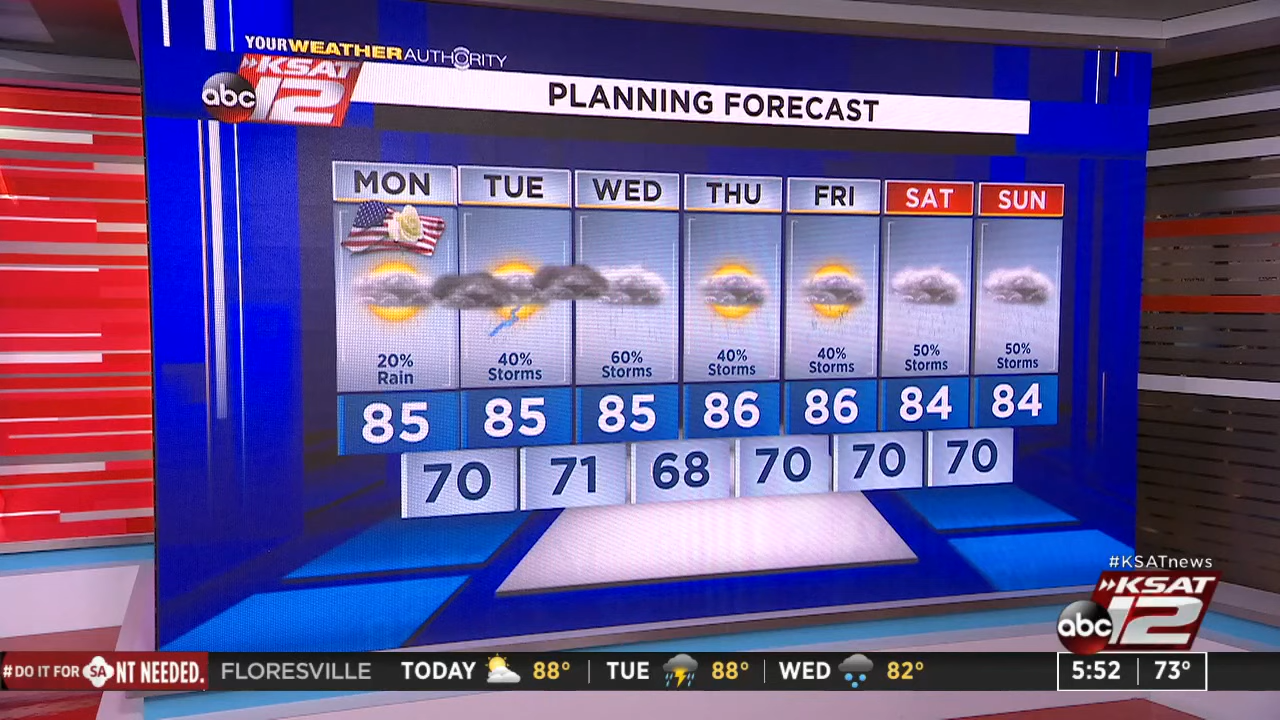 YOUR WEATHER AUTHORITY
KSAT
abc 12
PLANNING FORECAST
MON TUE WED THU FRI SAT SUN
20% Rain
40% Storms
60% Storms
40% Storms
40% Storms
50% Storms
50% Storms
85 85 85 86 86 84 84
70 71 68 70 70 70
#KSATnews
KSAT
abc 12
#DO IT FOR SA NT NEEDED. FLORESVILLE TODAY 88° TUE 88° WED 82° 5:52 73°